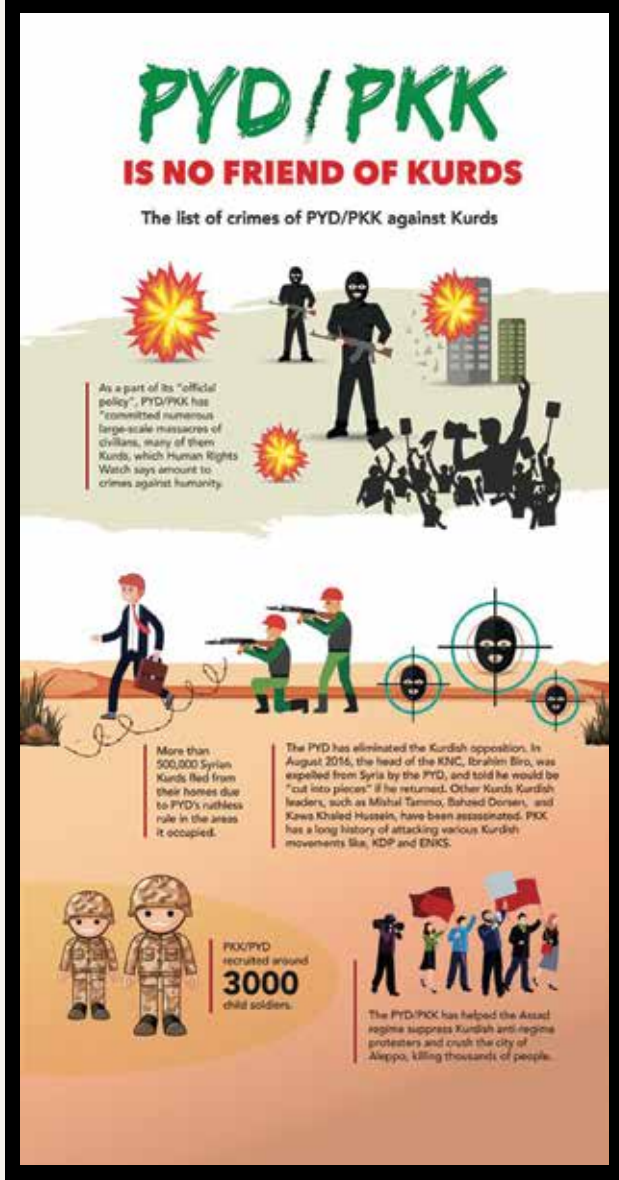 PYD/PKK
IS NO FRIEND OF KURDS
The list of crimes of PYD/PKK against Kurds
As a part of its "official
policy", PYD/PKK has
"committed numerous
large-scale massacres of
civilians, many of them
Kurds, which Human Rights
Watch says amount to
crimes against humanity.
More than
500,000 Syrian
Kurds fled from
their homes due
to PYD's ruthless
rule in the areas
it occupied.
The PYD has eliminated the Kurdish opposition. In
August 2016, the head of the KNC, Ibrahim Biro, was
expelled from Syria by the PYD, and told he would be
"cut into pieces" if he returned. Other Kurds Kurdish
leaders, such as Mishal Tammo, Bahzed Dorsen, and
Kawa Khaled Hussein, have been assassinated. PKK
has a long history of attacking various Kurdish
movements like, KDP and ENKS.
PKK/PYD
recruited around
3000
child soldiers.
The PYD/PKK has helped the Assad
regime suppress Kurdish anti-regime
protesters and crush the city of
Aleppo, killing thousands of people.